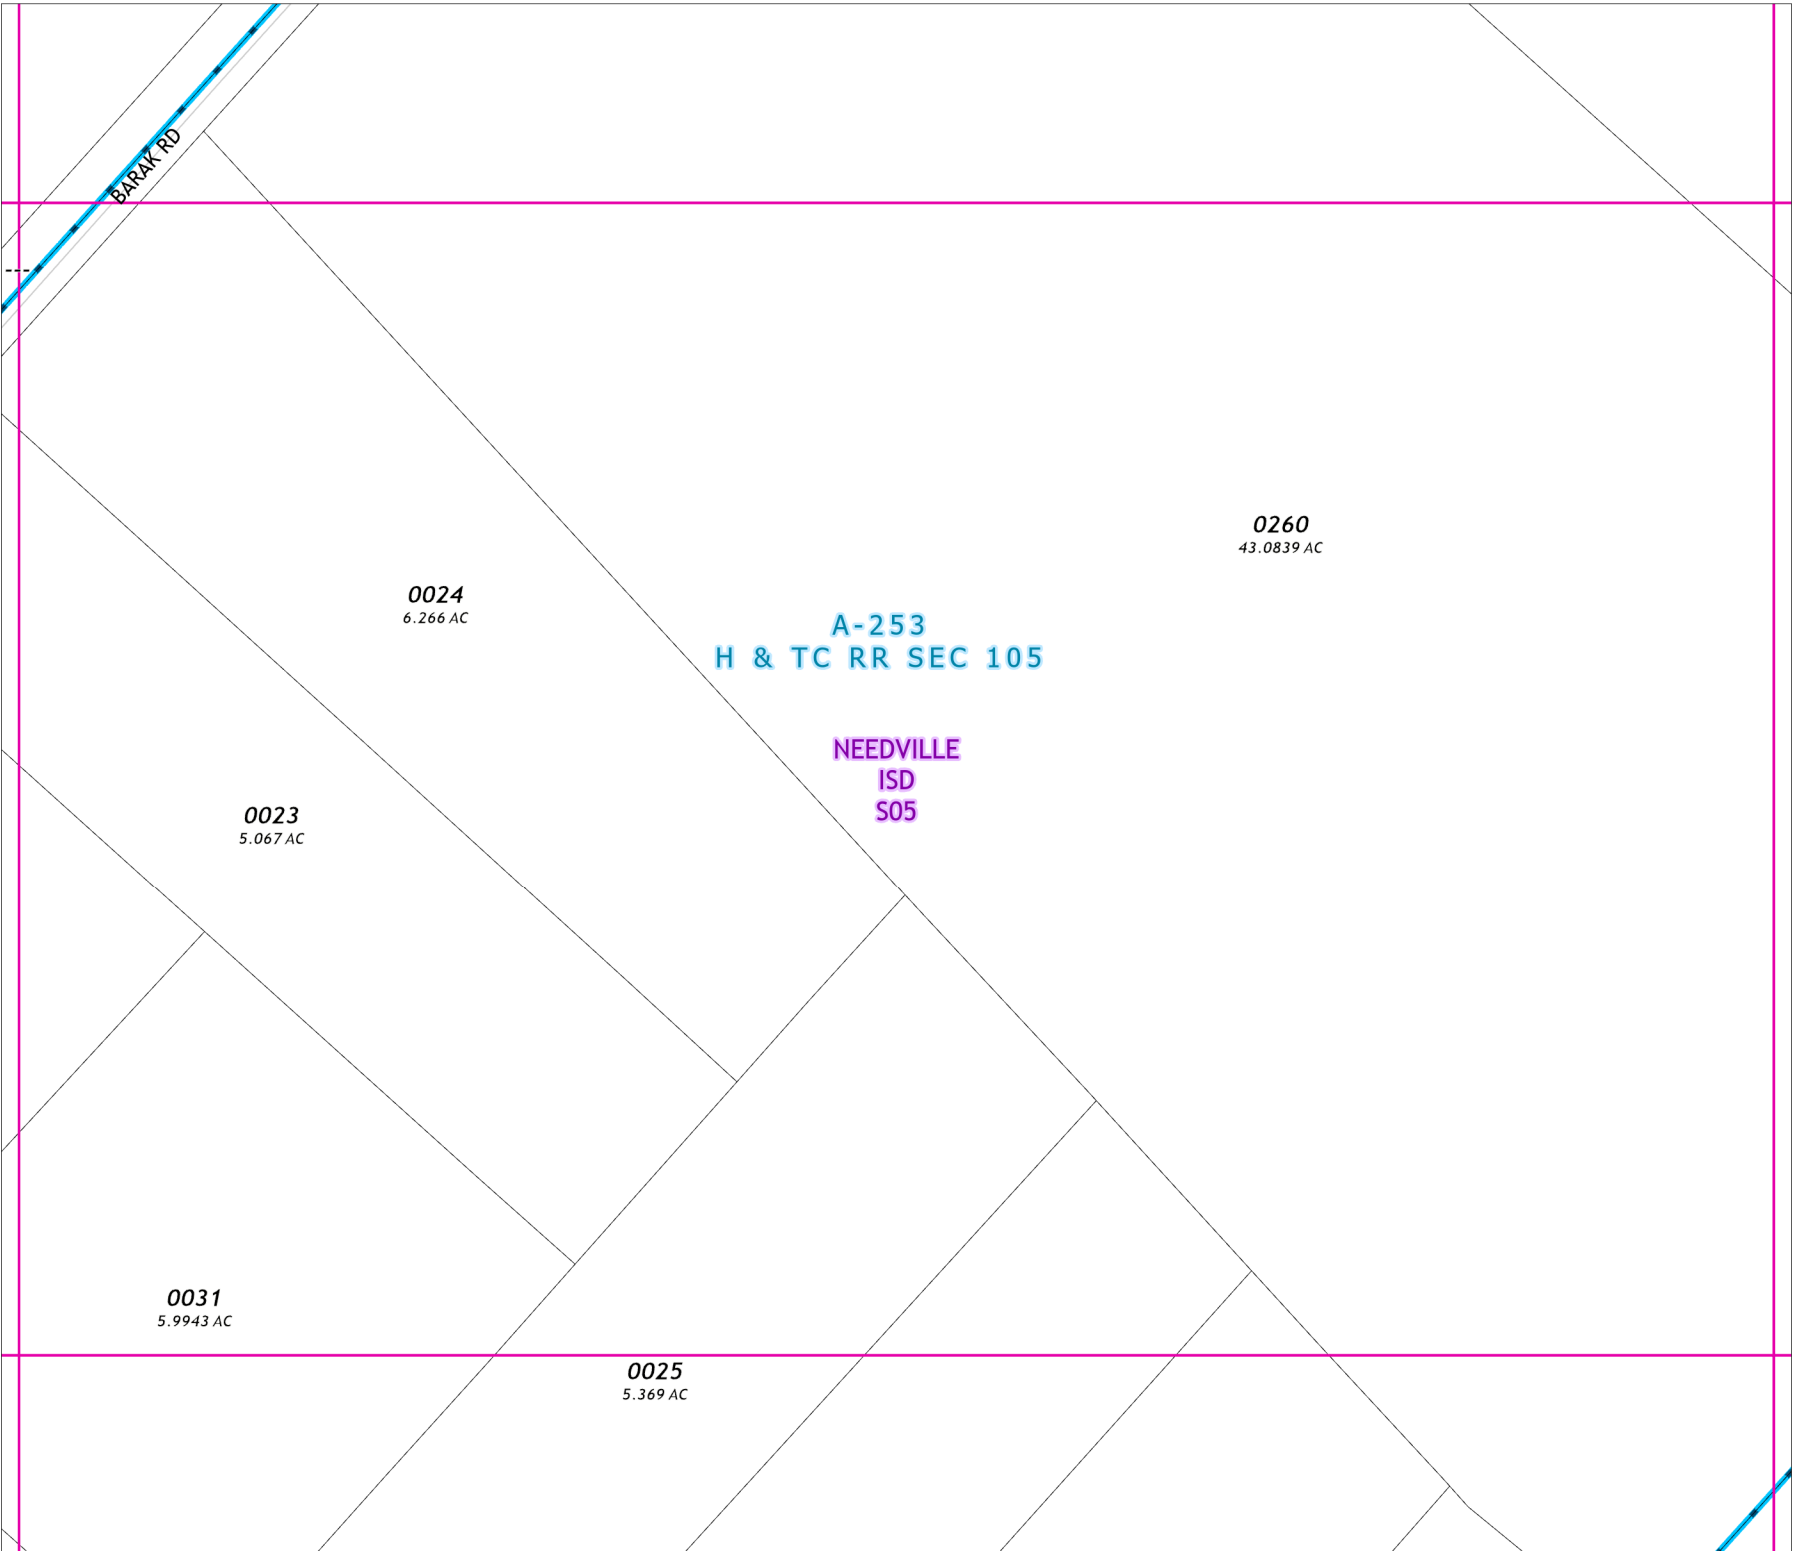 BARAK RD
0260
43.0839 AC
0024
6.266 AC
A-253
H & TC RR SEC 105
NEEDVILLE
ISD
S05
0023
5.067 AC
0031
5.9943 AC
0025
5.369 AC